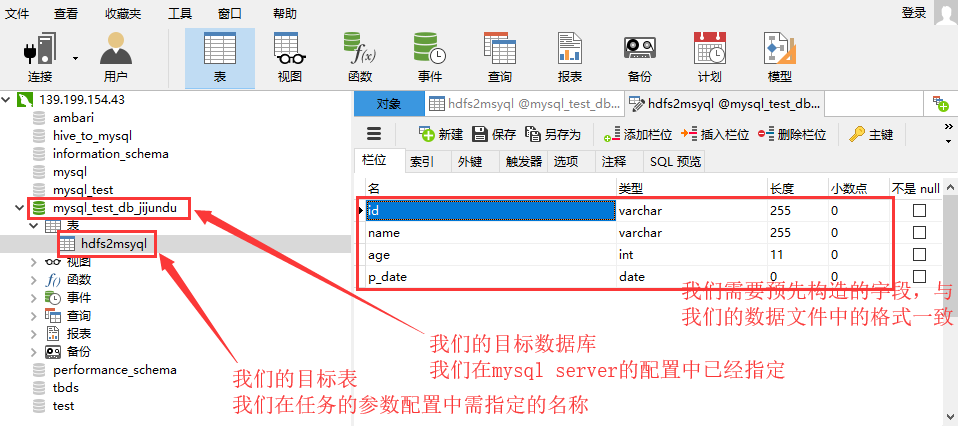 文件 查看 收藏夹 工具 窗口 帮助 登录
连接 用户 表 视图 函数 事件 查询 报表 备份 计划 模型
f(x)
139.199.154.43
ambari
hive_to_mysql
information_schema
mysql
mysql_test
mysql_test_db_jijundu
表
hdfs2msyql
视图
f() 函数
事件
查询
报表
备份
performance_schema
tbds
test
对象 hdfs2msyql @mysql_test_db... hdfs2msyql @mysql_test_db...
新建 保存 另存为 添加栏位 插入栏位 删除栏位 主键
栏位 索引 外键 触发器 选项 注释 SQL 预览
名 类型 长度 小数点 不是 null
id varchar 255 0
name varchar 255 0
age int 11 0
p_date date 0 0
我们需要预先构造的字段，与
我们的数据文件中的格式一致
我们的目标数据库
我们在mysql server的配置中已经指定
我们的目标表
我们在任务的参数配置中需指定的名称